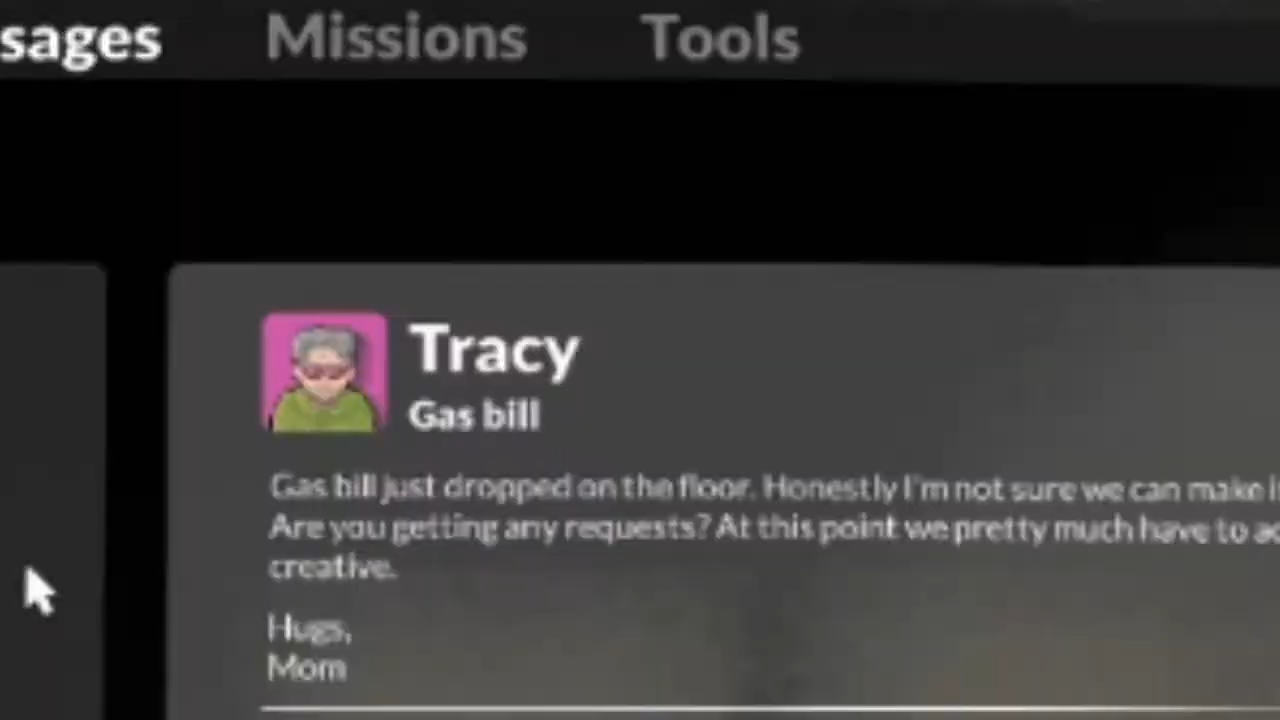 sages Missions Tools
Tracy
Gas bill
Gas bill just dropped on the floor. Honestly I'm not sure we can make
Are you getting any requests? At this point we pretty much have to
creative.
Hugs,
Mom